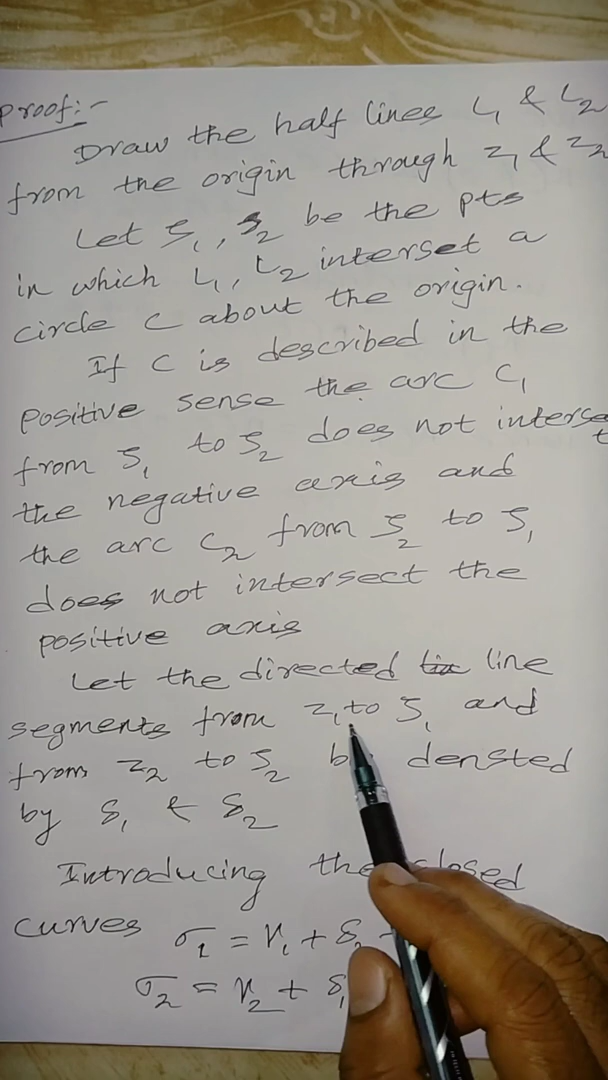 Proof:-
Draw the half lines L₁ & L₂
from the origin through z₁ & z₂
Let ζ₁, ζ₂ be the pts
in which L₁, L₂ interset a
circle C about the origin.
If C is described in the
positive sense the arc C₁
from ζ₁ to ζ₂ does not interset
the negative axis and
the arc C₂ from ζ₂ to ζ₁
does not intersect the
positive axis
Let the directed line
segments from z₁ to ζ₁ and
from z₂ to ζ₂ densted
by δ₁ & δ₂
Introducing the closed
curves σ₁ = γ₁ + δ₂
σ₂ = γ₂ + δ₁